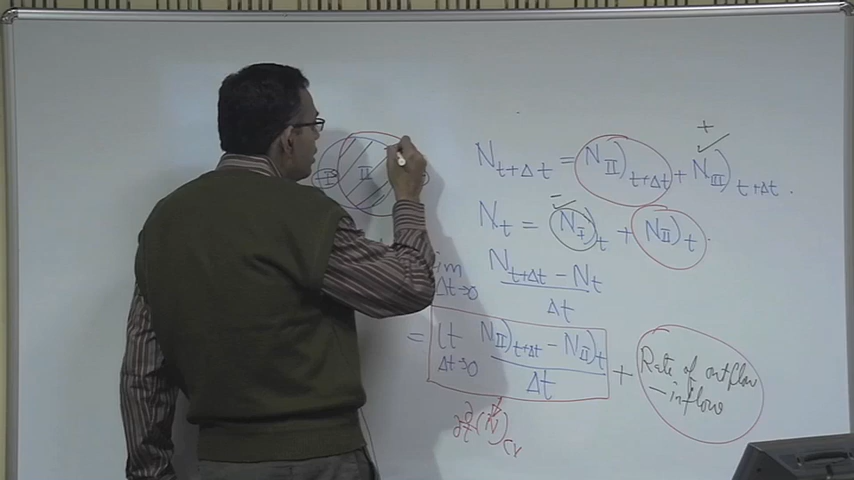 I II
+ ✓
N_{t+Δt} = N_{II})_{t+Δt} + N_{III})_{t+Δt}.
- ✓
N_t = N_I)_t + N_{II})_t.
im N_{t+Δt} - N_t
Δt→0 Δt
= lt N_{II})_{t+Δt} - N_{II})_t + Rate of outflow
Δt→0 Δt - inflow
∂/∂t (N)_{CV}